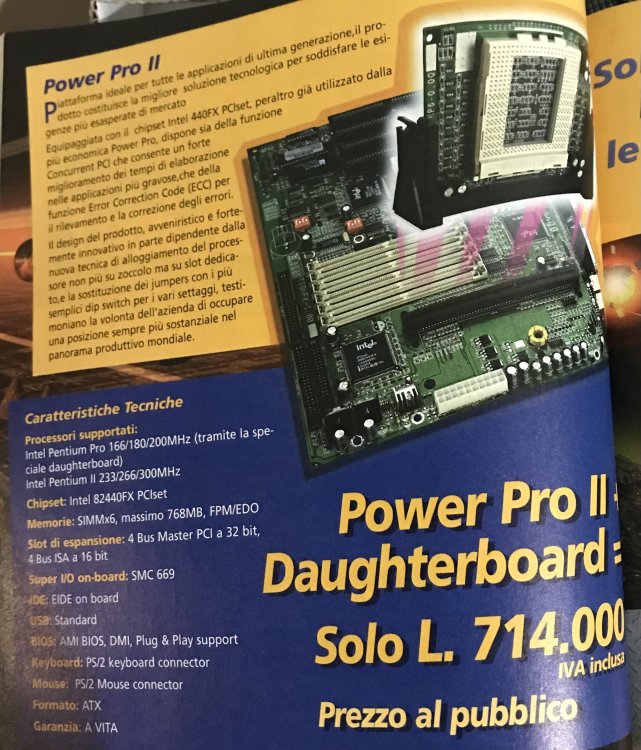 Power Pro II
Piattaforma ideale per tutte le applicazioni di ultima generazione,il pro-
dotto costituisce la migliore soluzione tecnologica per soddisfare le esi-
genze più esasperate di mercato
Equipaggiata con il chipset Intel 440FX PCIset, peraltro già utilizzato dalla
più economica Power Pro, dispone sia della funzione
Concurrent PCI che consente un forte
miglioramento dei tempi di elaborazione
nelle applicazioni più gravose,che della
funzione Error Correction Code (ECC) per
il rilevamento e la correzione degli errori.
Il design del prodotto, avveniristico e forte-
mente innovativo in parte dipendente dalla
nuova tecnica di alloggiamento del proces-
sore non più su zoccolo ma su slot dedica-
to,e la sostituzione dei jumpers con i più
semplici dip switch per i vari settaggi, testi-
moniano la volontà dell'azienda di occupare
una posizione sempre più sostanziale nel
panorama produttivo mondiale.
So
le
intel
Caratteristiche Tecniche
Processori supportati:
Intel Pentium Pro 166/180/200MHz (tramite la spe-
ciale daughterboard)
Intel Pentium II 233/266/300MHz
Chipset: Intel 82440FX PCIset
Memorie: SIMMx6, massimo 768MB, FPM/EDO
Slot di espansione: 4 Bus Master PCI a 32 bit,
4 Bus ISA a 16 bit
Super I/O on-board: SMC 669
IDE: EIDE on board
USB: Standard
BIOS: AMI BIOS, DMI, Plug & Play support
Keyboard: PS/2 keyboard connector
Mouse: PS/2 Mouse connector
Formato: ATX
Garanzia: A VITA
Power Pro II +
Daughterboard =
Solo L. 714.000
IVA inclusa
Prezzo al pubblico